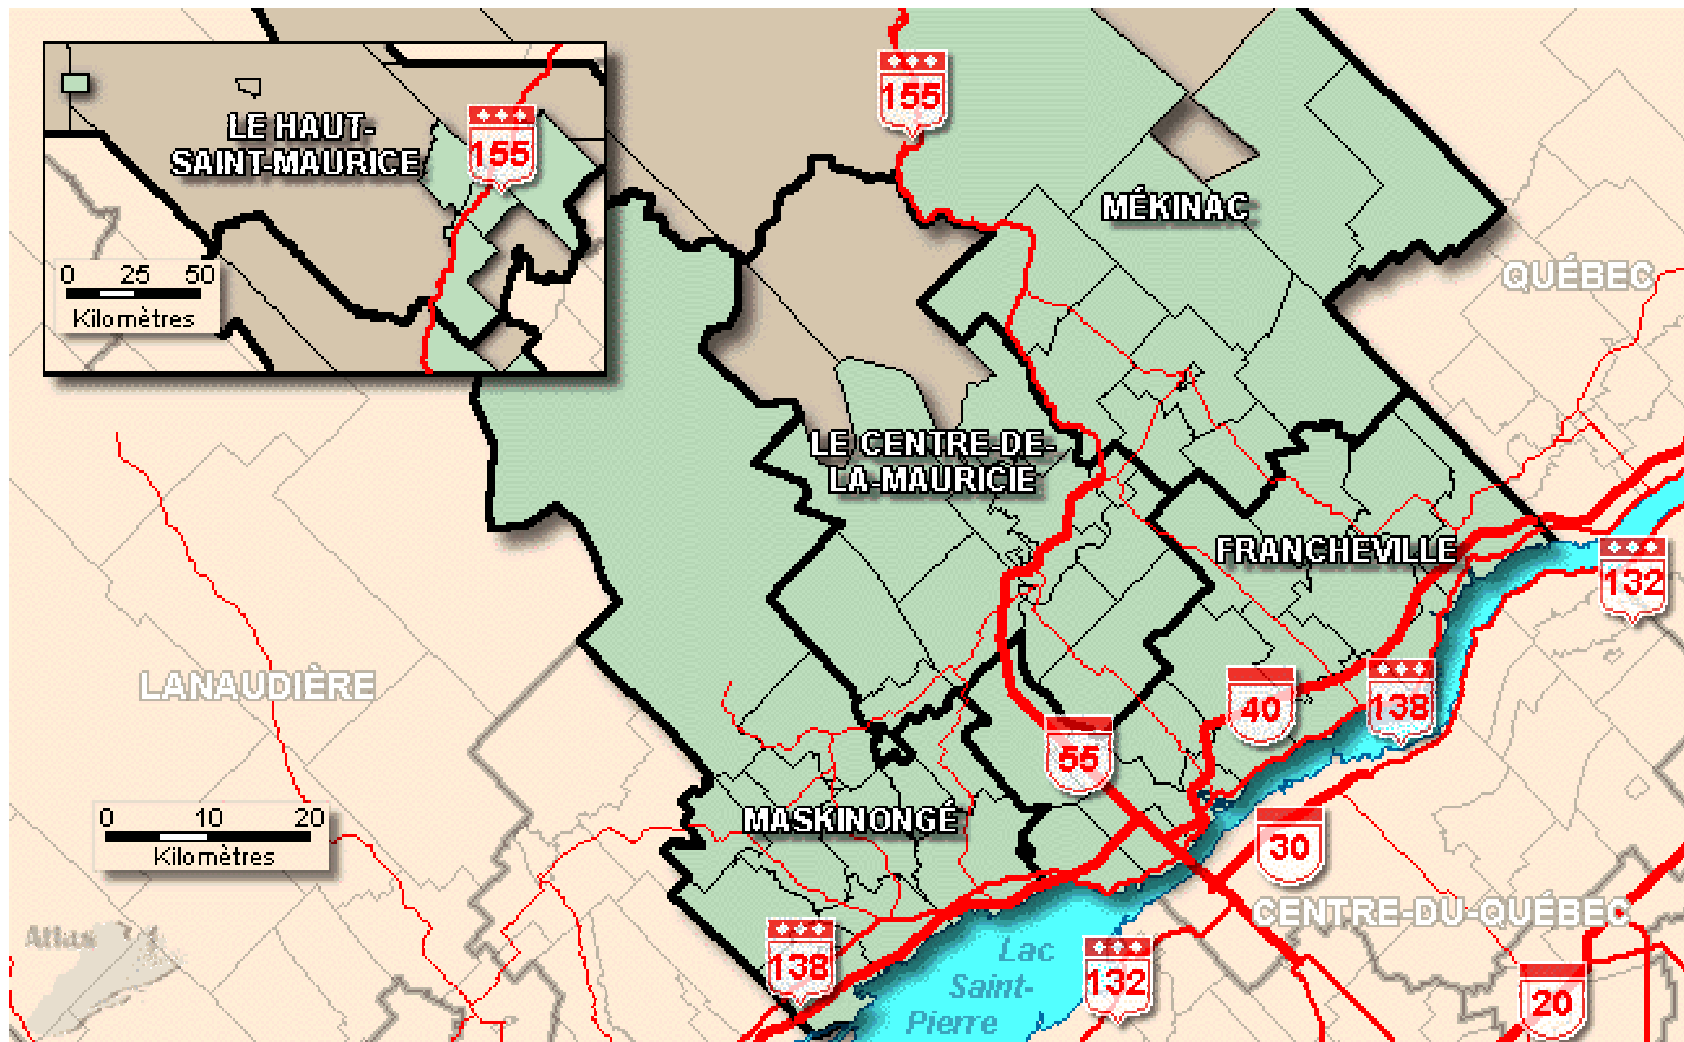 LE HAUT-
SAINT-MAURICE
155
0 25 50
Kilomètres
155
MÉKINAC
QUÉBEC
LE CENTRE-DE-
LA-MAURICIE
FRANCHEVILLE
132
LANAUDIÈRE
40
138
55
MASKINONGÉ
0 10 20
Kilomètres
30
CENTRE-DU-QUÉBEC
Atlas
138
Lac
Saint-
Pierre
132
20